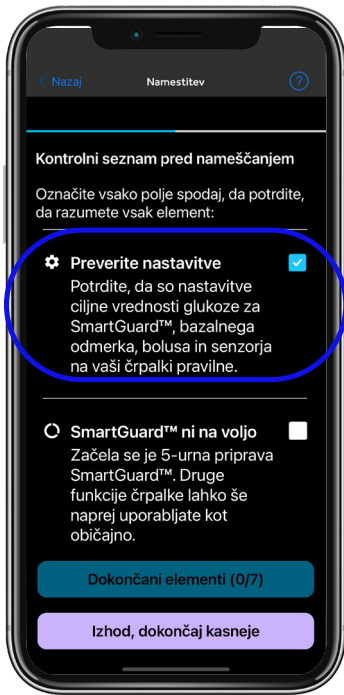 Nazaj
Namestitev
?
Kontrolni seznam pred nameščanjem
Označite vsako polje spodaj, da potrdite,
da razumete vsak element:
Preverite nastavitve
Potrdite, da so nastavitve
ciljne vrednosti glukoze za
SmartGuard™, bazalnega
odmerka, bolusa in senzorja
na vaši črpalki pravilne.
SmartGuard™ ni na voljo
Začela se je 5-urna priprava
SmartGuard™. Druge
funkcije črpalke lahko še
naprej uporabljate kot
običajno.
Dokončani elementi (0/7)
Izhod, dokončaj kasneje